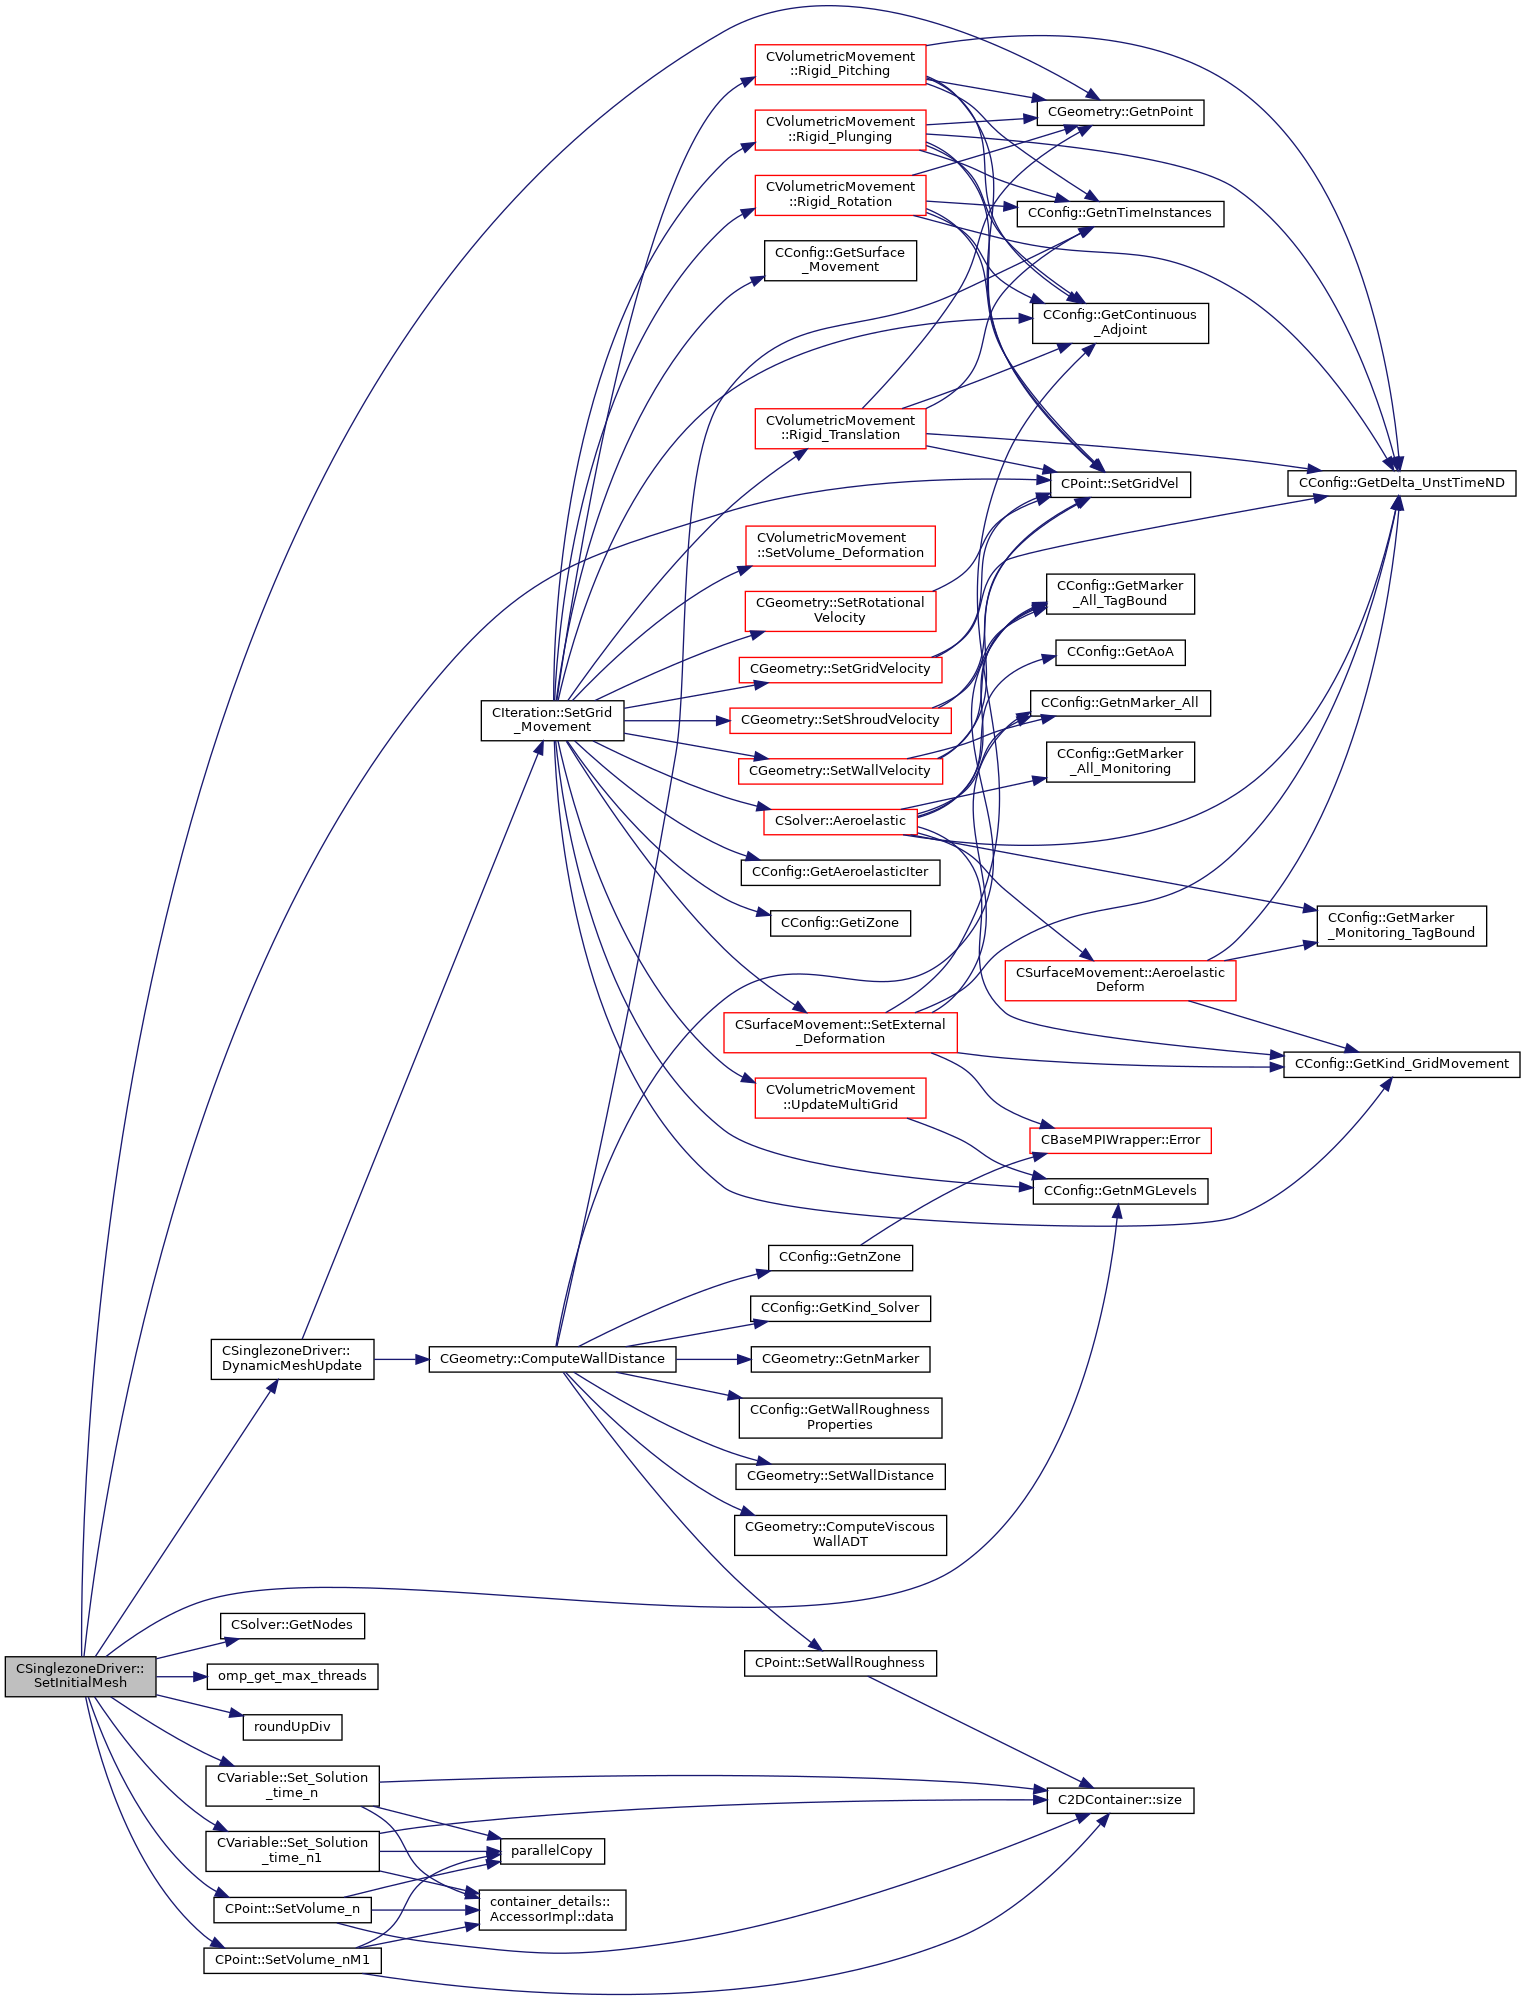 CVolumetricMovement
::Rigid_Pitching
CGeometry::GetnPoint
CVolumetricMovement
::Rigid_Plunging
CVolumetricMovement
::Rigid_Rotation
CConfig::GetnTimeInstances
CConfig::GetSurface
_Movement
CConfig::GetContinuous
_Adjoint
CVolumetricMovement
::Rigid_Translation
CPoint::SetGridVel
CConfig::GetDelta_UnstTimeND
CVolumetricMovement
::SetVolume_Deformation
CConfig::GetMarker
_All_TagBound
CGeometry::SetRotational
Velocity
CConfig::GetAoA
CGeometry::SetGridVelocity
CConfig::GetnMarker_All
CIteration::SetGrid
_Movement
CGeometry::SetShroudVelocity
CConfig::GetMarker
_All_Monitoring
CGeometry::SetWallVelocity
CSolver::Aeroelastic
CConfig::GetAeroelasticIter
CConfig::GetiZone
CConfig::GetMarker
_Monitoring_TagBound
CSurfaceMovement::Aeroelastic
Deform
CSurfaceMovement::SetExternal
_Deformation
CConfig::GetKind_GridMovement
CVolumetricMovement
::UpdateMultiGrid
CBaseMPIWrapper::Error
CConfig::GetnMGLevels
CConfig::GetnZone
CConfig::GetKind_Solver
CSinglezoneDriver::
DynamicMeshUpdate
CGeometry::ComputeWallDistance
CGeometry::GetnMarker
CConfig::GetWallRoughness
Properties
CGeometry::SetWallDistance
CGeometry::ComputeViscous
WallADT
CSolver::GetNodes
CPoint::SetWallRoughness
CSinglezoneDriver::
SetInitialMesh
omp_get_max_threads
roundUpDiv
CVariable::Set_Solution
_time_n
C2DContainer::size
CVariable::Set_Solution
_time_n1
parallelCopy
CPoint::SetVolume_n
container_details::
AccessorImpl::data
CPoint::SetVolume_nM1